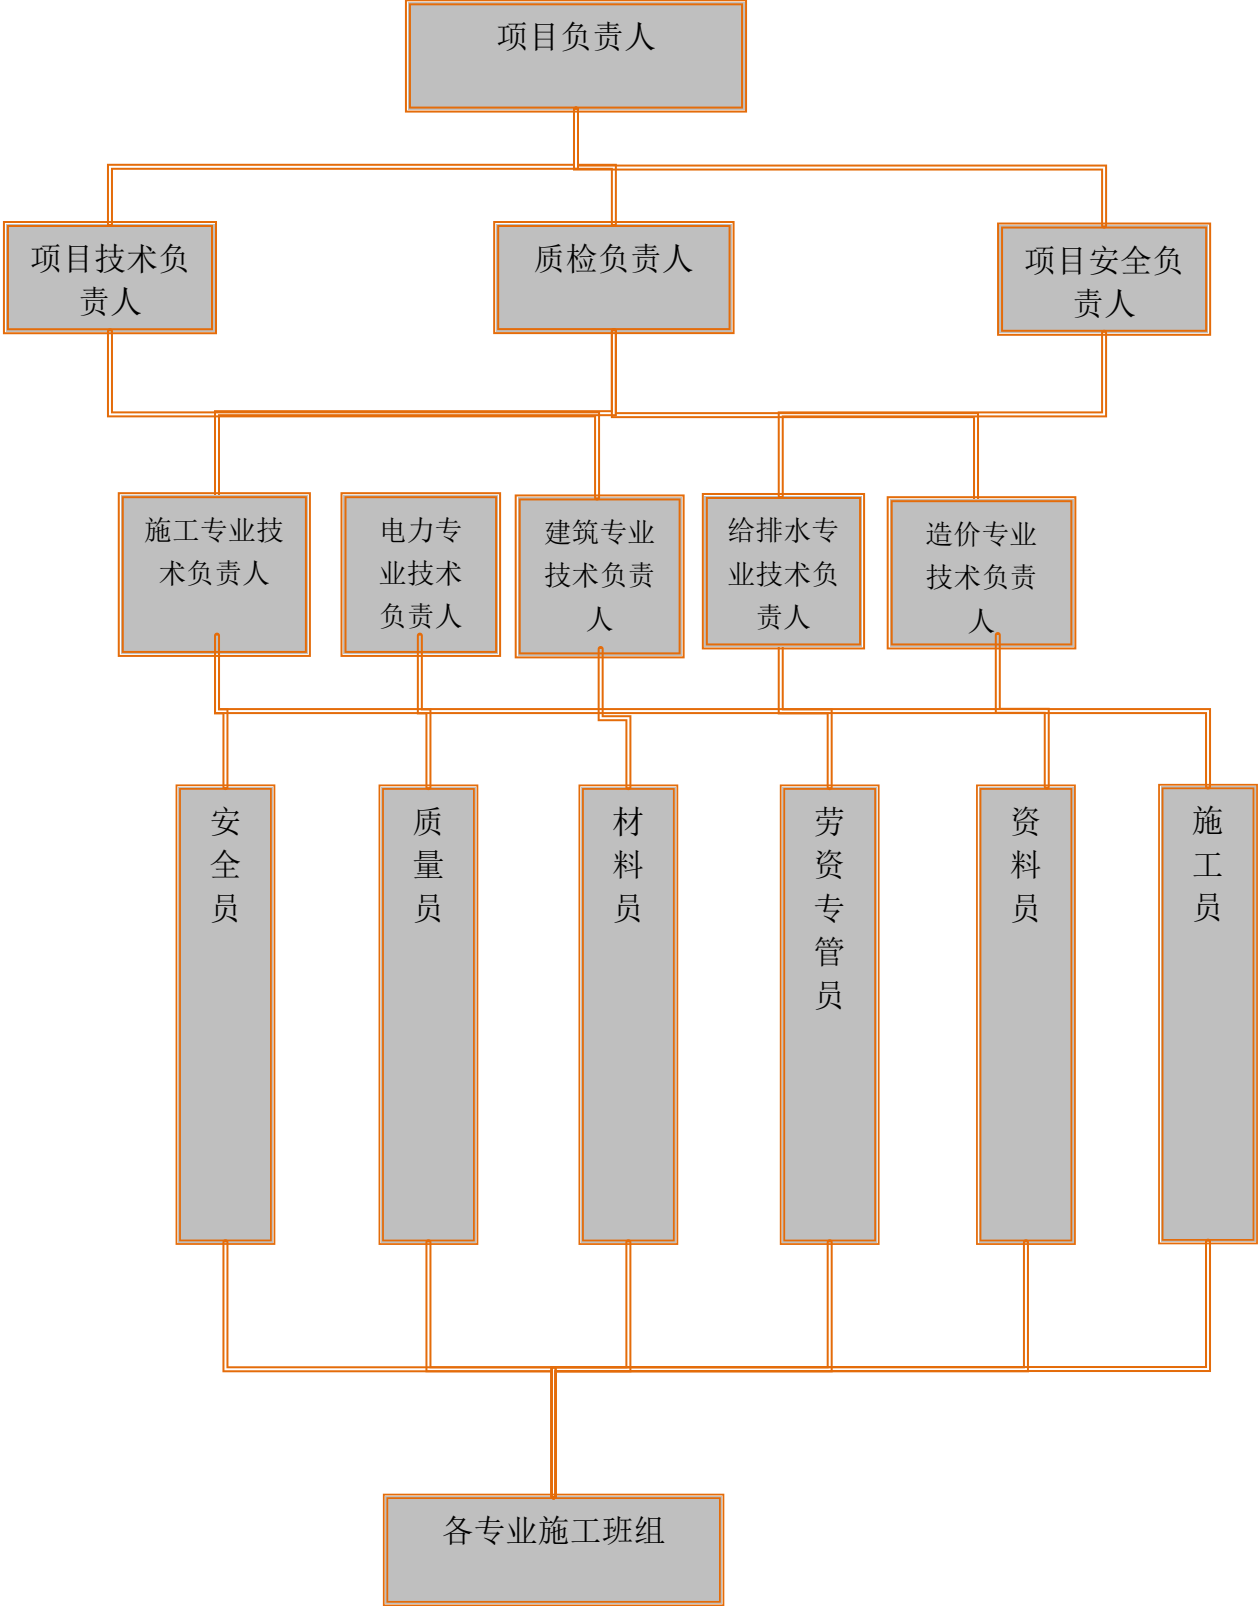 项目负责人
项目技术负
责人
质检负责人
项目安全负
责人
施工专业技
术负责人
电力专
业技术
负责人
建筑专业
技术负责
人
给排水专
业技术负
责人
造价专业
技术负责
人
安全员
质量员
材料员
劳资专管员
资料员
施工员
各专业施工班组